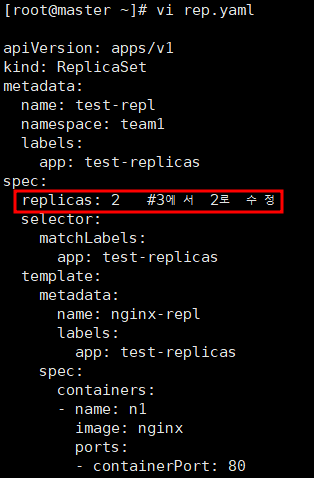 [root@master ~]# vi rep.yaml
apiVersion: apps/v1
kind: ReplicaSet
metadata:
  name: test-repl
  namespace: team1
  labels:
    app: test-replicas
spec:
  replicas: 2   #3에서  2로  수정
  selector:
    matchLabels:
      app: test-replicas
  template:
    metadata:
      name: nginx-repl
      labels:
        app: test-replicas
    spec:
      containers:
      - name: n1
        image: nginx
        ports:
        - containerPort: 80